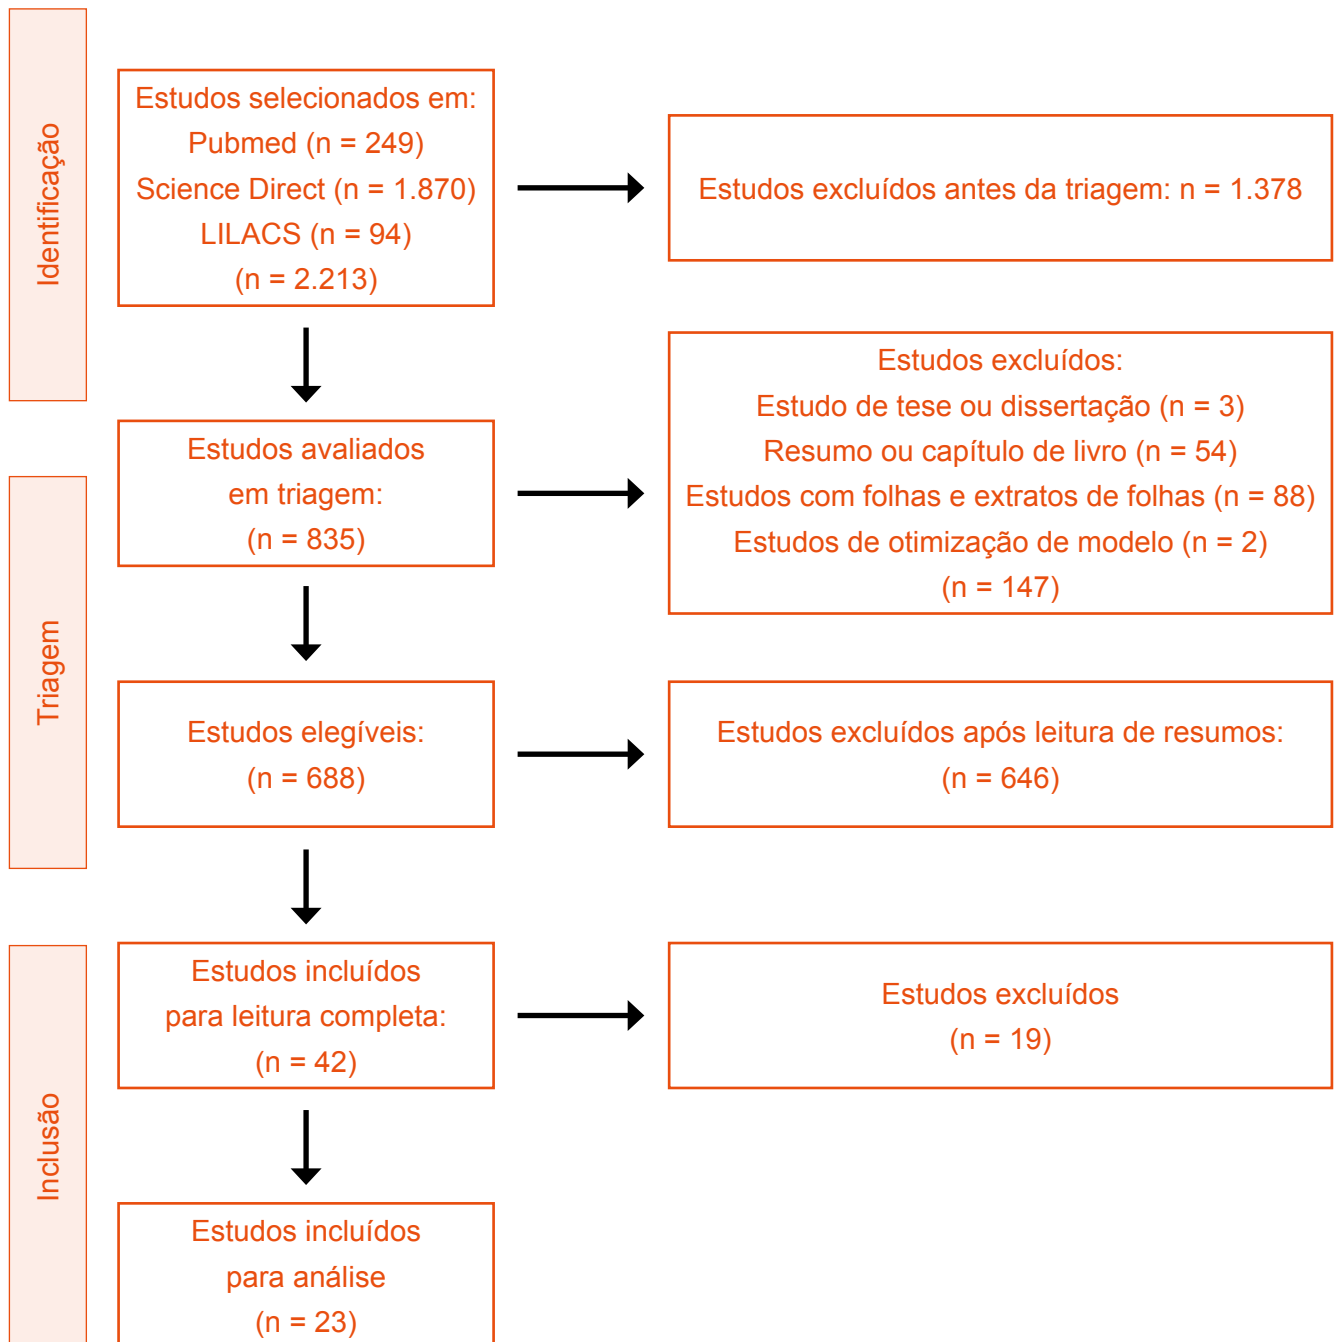 Identificação
Estudos selecionados em:
Pubmed (n = 249)
Science Direct (n = 1.870)
LILACS (n = 94)
(n = 2.213)
Estudos excluídos antes da triagem: n = 1.378
Triagem
Estudos avaliados
em triagem:
(n = 835)
Estudos excluídos:
Estudo de tese ou dissertação (n = 3)
Resumo ou capítulo de livro (n = 54)
Estudos com folhas e extratos de folhas (n = 88)
Estudos de otimização de modelo (n = 2)
(n = 147)
Estudos elegíveis:
(n = 688)
Estudos excluídos após leitura de resumos:
(n = 646)
Inclusão
Estudos incluídos
para leitura completa:
(n = 42)
Estudos excluídos
(n = 19)
Estudos incluídos
para análise
(n = 23)